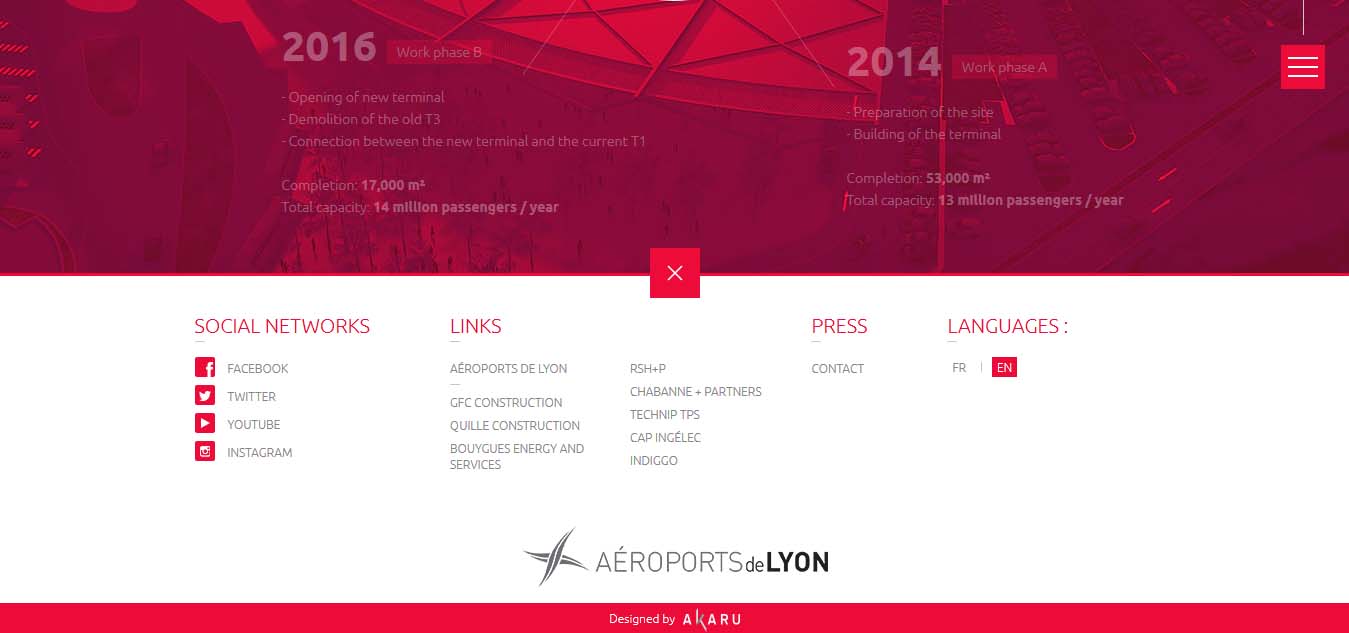 2016 Work phase B
- Opening of new terminal
- Demolition of the old T3
- Connection between the new terminal and the current T1
Completion: 17,000 m²
Total capacity: 14 million passengers / year
2014 Work phase A
- Preparation of the site
- Building of the terminal
Completion: 53,000 m²
Total capacity: 13 million passengers / year
SOCIAL NETWORKS
FACEBOOK
TWITTER
YOUTUBE
INSTAGRAM
LINKS
AÉROPORTS DE LYON
GFC CONSTRUCTION
QUILLE CONSTRUCTION
BOUYGUES ENERGY AND
SERVICES
RSH+P
CHABANNE + PARTNERS
TECHNIP TPS
CAP INGÉLEC
INDIGGO
PRESS
CONTACT
LANGUAGES :
FR | EN
AÉROPORTS de LYON
Designed by AKARU